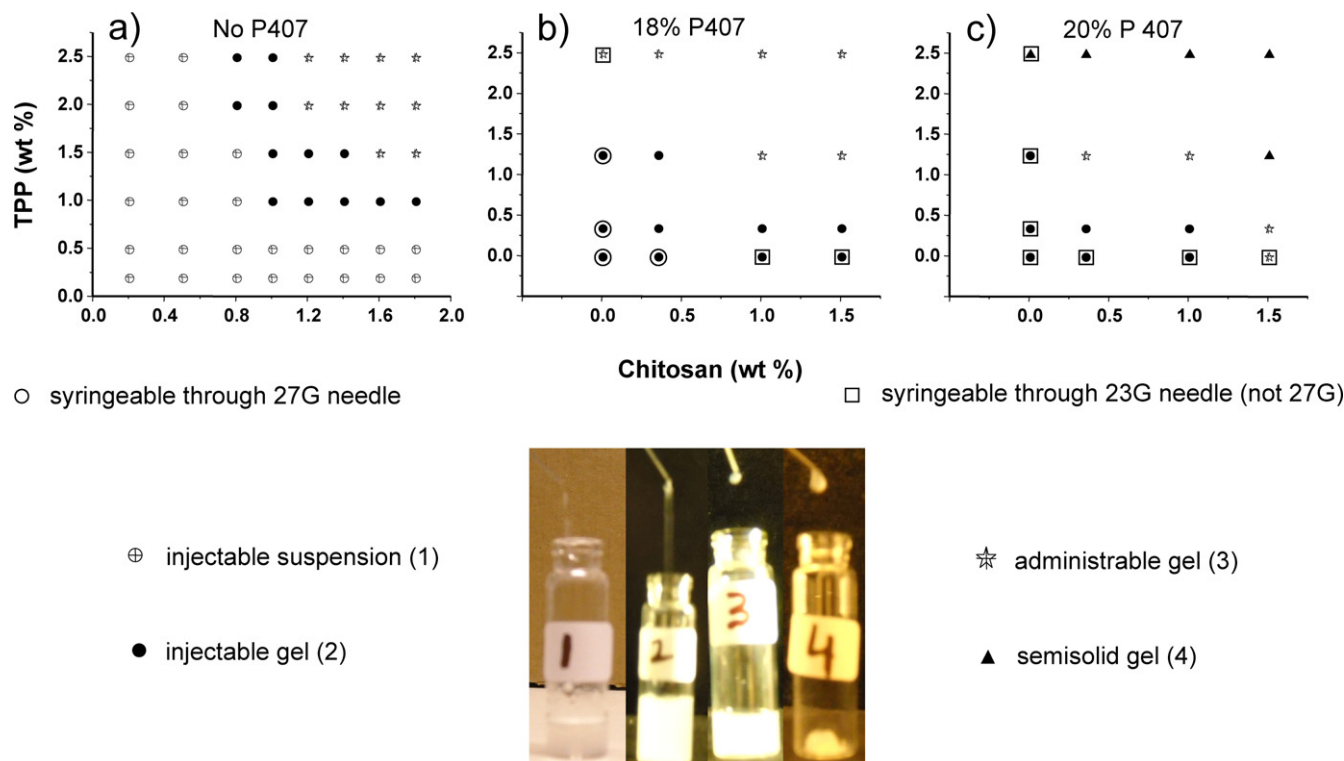 a) No P407
b) 18% P407
c) 20% P 407
TPP (wt %)
2.5
2.0
1.5
1.0
0.5
0.0
0.0 0.4 0.8 1.2 1.6 2.0
2.5
2.0
1.5
1.0
0.5
0.0
0.0 0.5 1.0 1.5
2.5
2.0
1.5
1.0
0.5
0.0
0.0 0.5 1.0 1.5
Chitosan (wt %)
syringeable through 27G needle
syringeable through 23G needle (not 27G)
injectable suspension (1)
injectable gel (2)
1
2
3
4
administrable gel (3)
semisolid gel (4)